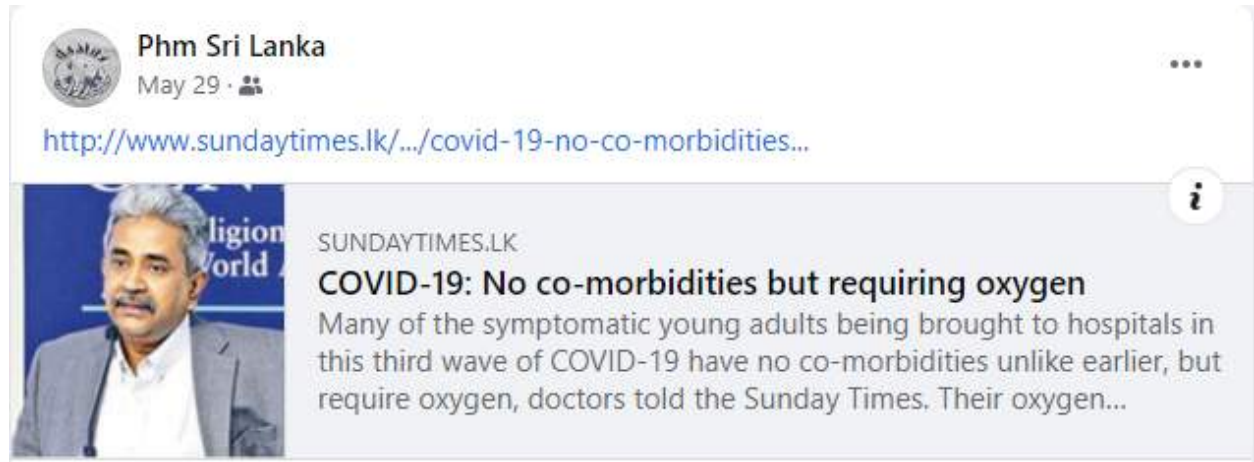 Phm Sri Lanka
May 29 ·
http://www.sundaytimes.lk/.../covid-19-no-co-morbidities...
ligion
World
i
SUNDAYTIMES.LK
COVID-19: No co-morbidities but requiring oxygen
Many of the symptomatic young adults being brought to hospitals in
this third wave of COVID-19 have no co-morbidities unlike earlier, but
require oxygen, doctors told the Sunday Times. Their oxygen...